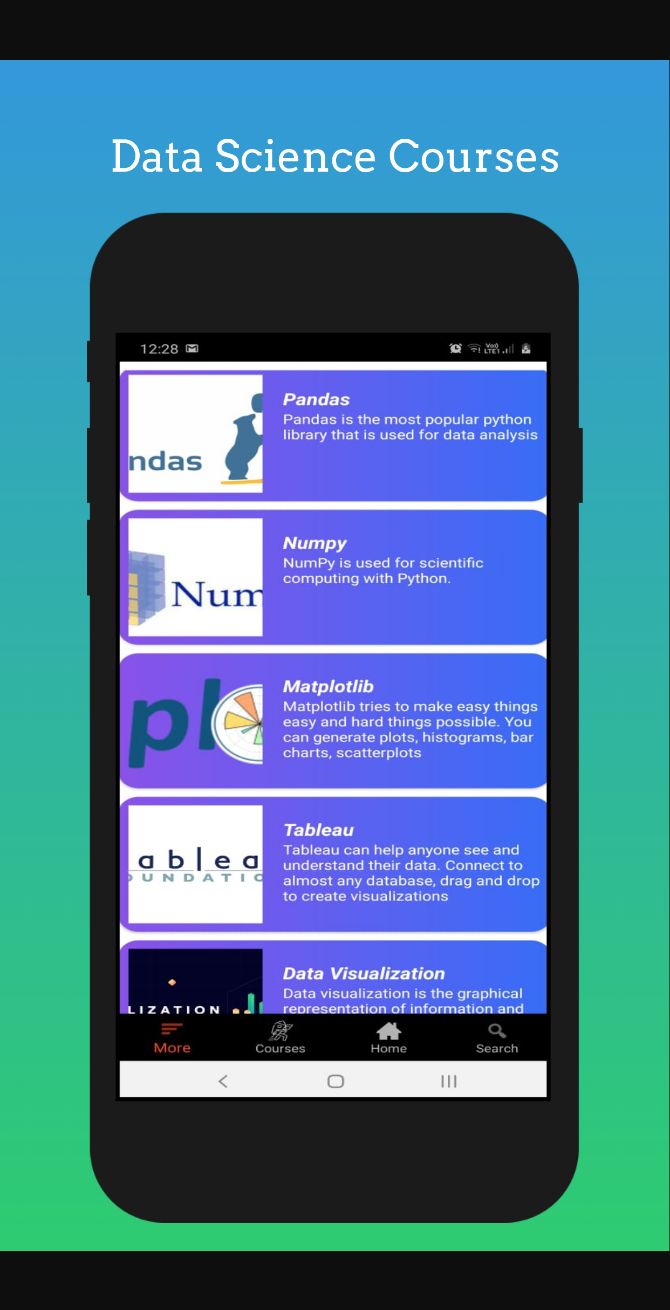 Data Science Courses
12:28
Pandas
Pandas is the most popular python
library that is used for data analysis
ndas
Numpy
NumPy is used for scientific
computing with Python.
Num
Matplotlib
Matplotlib tries to make easy things
easy and hard things possible. You
can generate plots, histograms, bar
charts, scatterplots
pl
Tableau
Tableau can help anyone see and
understand their data. Connect to
almost any database, drag and drop
to create visualizations
ablea
OUNDATIO
Data Visualization
Data visualization is the graphical
representation of information and
LIZATION
More Courses Home Search